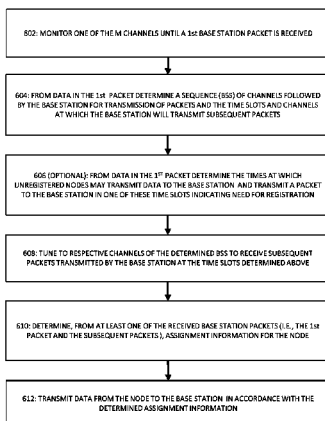 602: MONITOR ONE OF THE M CHANNELS UNTIL A 1st BASE STATION PACKET IS RECEIVED
604: FROM DATA IN THE 1st PACKET DETERMINE A SEQUENCE (BSS) OF CHANNELS FOLLOWED
BY THE BASE STATION FOR TRANSMISSION OF PACKETS AND THE TIME SLOTS AND CHANNELS
AT WHICH THE BASE STATION WILL TRANSMIT SUBSEQUENT PACKETS
606 (OPTIONAL): FROM DATA IN THE 1ST PACKET DETERMINE THE TIMES AT WHICH
UNREGISTERED NODES MAY TRANSMIT DATA TO THE BASE STATION AND TRANSMIT A PACKET
TO THE BASE STATION IN ONE OF THESE TIME SLOTS INDICATING NEED FOR REGISTRATION
608: TUNE TO RESPECTIVE CHANNELS OF THE DETERMINED BSS TO RECEIVE SUBSEQUENT
PACKETS TRANSMITTED BY THE BASE STATION AT THE TIME SLOTS DETERMINED ABOVE
610: DETERMINE, FROM AT LEAST ONE OF THE RECEIVED BASE STATION PACKETS (I.E., THE 1st
PACKET AND THE SUBSEQUENT PACKETS ), ASSIGNMENT INFORMATION FOR THE NODE
612: TRANSMIT DATA FROM THE NODE TO THE BASE STATION IN ACCORDANCE WITH THE
DETERMINED ASSIGNMENT INFORMATION